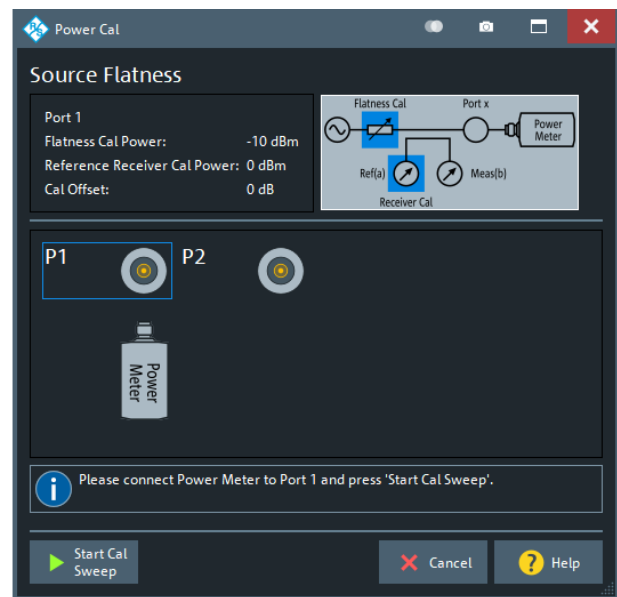 R&S Power Cal
Source Flatness
Port 1
Flatness Cal Power: -10 dBm
Reference Receiver Cal Power: 0 dBm
Cal Offset: 0 dB
Flatness Cal Port x
Power
Meter
Ref(a) Meas(b)
Receiver Cal
P1 P2
Power
Meter
i Please connect Power Meter to Port 1 and press 'Start Cal Sweep'.
Start Cal
Sweep
Cancel
? Help